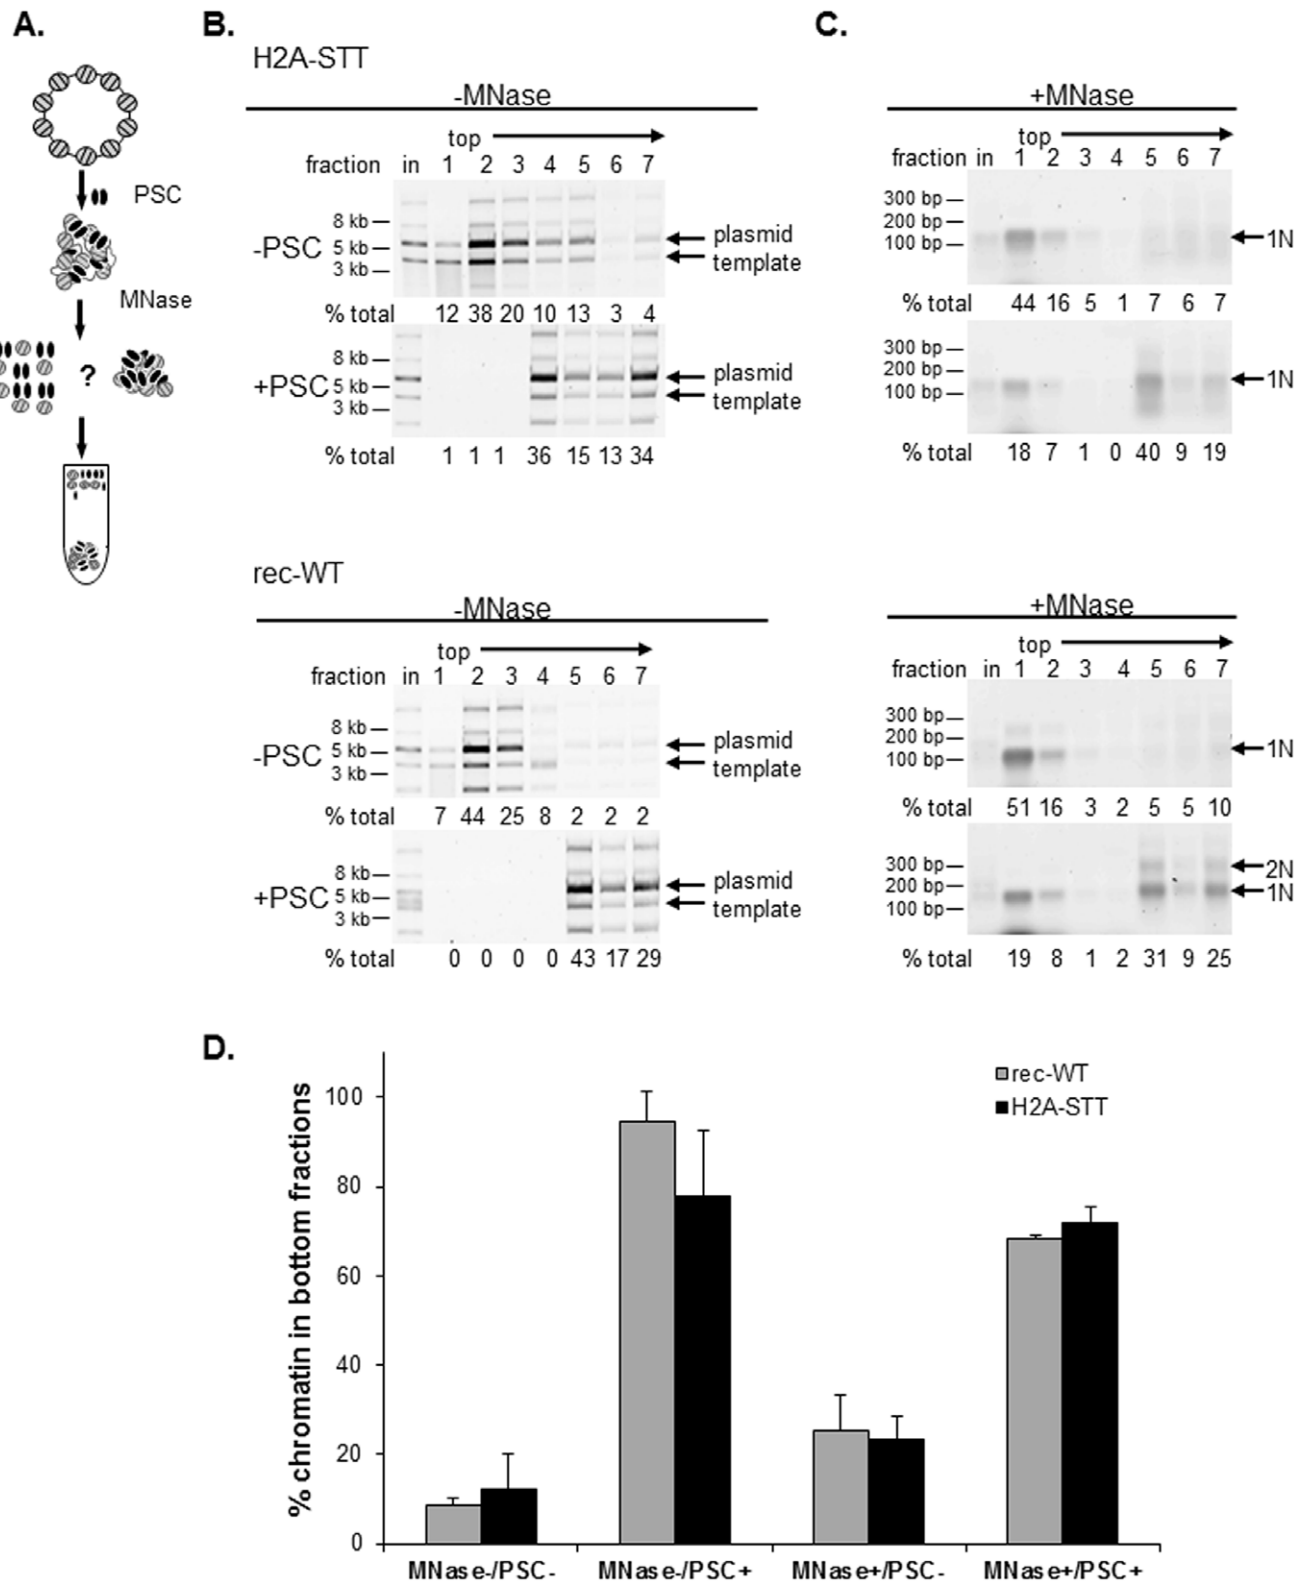 A.
PSC
MNase
?
B.
H2A-STT
-MNase
top
fraction in 1 2 3 4 5 6 7
8 kb
5 kb
3 kb
-PSC
plasmid
template
% total 12 38 20 10 13 3 4
8 kb
5 kb
3 kb
+PSC
plasmid
template
% total 1 1 1 36 15 13 34
rec-WT
-MNase
top
fraction in 1 2 3 4 5 6 7
8 kb
5 kb
3 kb
-PSC
plasmid
template
% total 7 44 25 8 2 2 2
8 kb
5 kb
3 kb
+PSC
plasmid
template
% total 0 0 0 0 43 17 29
C.
+MNase
top
fraction in 1 2 3 4 5 6 7
300 bp
200 bp
100 bp
1N
% total 44 16 5 1 7 6 7
300 bp
200 bp
100 bp
1N
% total 18 7 1 0 40 9 19
+MNase
top
fraction in 1 2 3 4 5 6 7
300 bp
200 bp
100 bp
1N
% total 51 16 3 2 5 5 10
300 bp
200 bp
100 bp
2N
1N
% total 19 8 1 2 31 9 25
D.
% chromatin in bottom fractions
100
80
60
40
20
0
rec-WT
H2A-STT
MNase-/PSC- MNase-/PSC+ MNase+/PSC- MNase+/PSC+